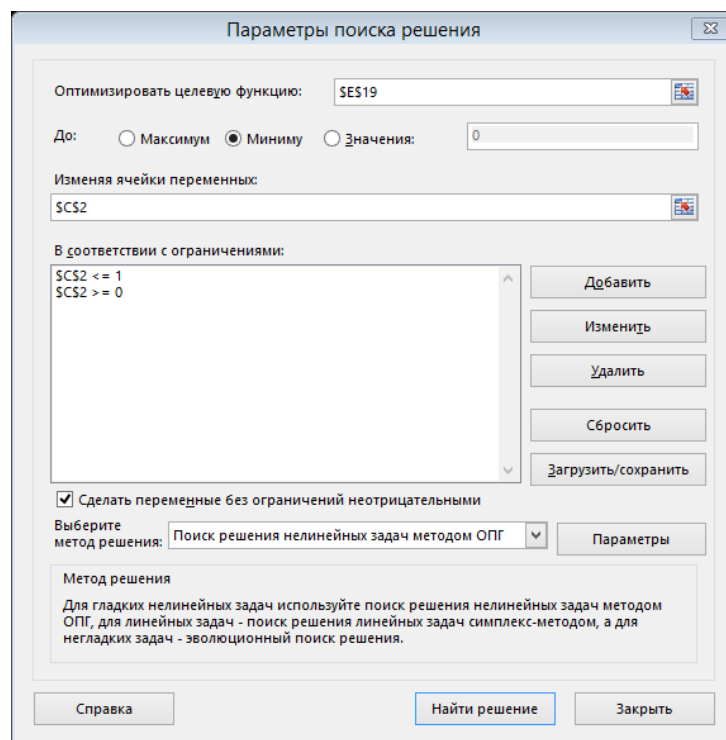 Параметры поиска решения
Оптимизировать целевую функцию: $E$19
До: Максимум Миниму Значения: 0
Изменяя ячейки переменных:
$C$2
В соответствии с ограничениями:
$C$2 <= 1
$C$2 >= 0
Добавить
Изменить
Удалить
Сбросить
Загрузить/сохранить
Сделать переменные без ограничений неотрицательными
Выберите
метод решения: Поиск решения нелинейных задач методом ОПГ Параметры
Метод решения
Для гладких нелинейных задач используйте поиск решения нелинейных задач методом
ОПГ, для линейных задач - поиск решения линейных задач симплекс-методом, а для
негладких задач - эволюционный поиск решения.
Справка Найти решение Закрыть